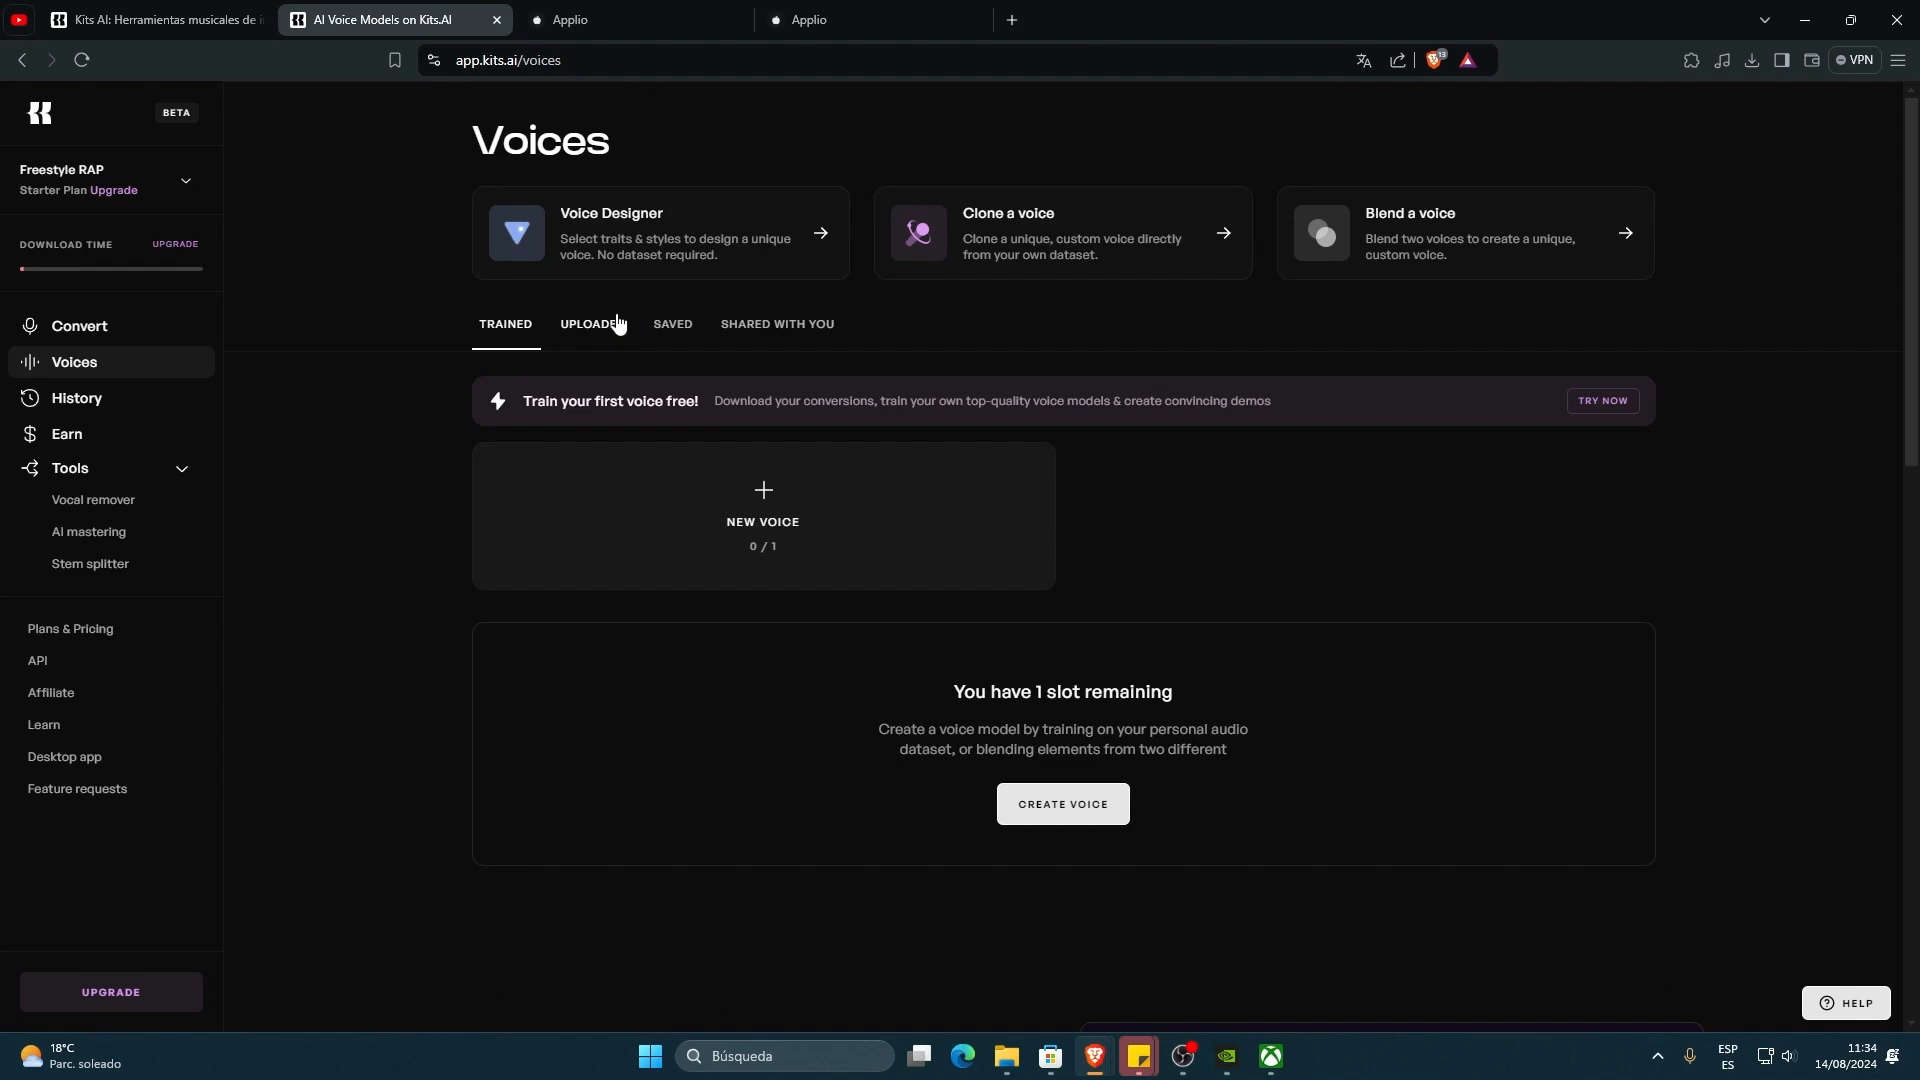 Kits AI: Herramientas musicales de i
AI Voice Models on Kits.AI
Applio
Applio
app.kits.ai/voices
13
VPN
BETA
Freestyle RAP
Starter Plan Upgrade
DOWNLOAD TIME
UPGRADE
Convert
Voices
History
Earn
Tools
Vocal remover
AI mastering
Stem splitter
Plans & Pricing
API
Affiliate
Learn
Desktop app
Feature requests
UPGRADE
Voices
Voice Designer
Select traits & styles to design a unique
voice. No dataset required.
Clone a voice
Clone a unique, custom voice directly
from your own dataset.
Blend a voice
Blend two voices to create a unique,
custom voice.
TRAINED
UPLOADE
SAVED
SHARED WITH YOU
Train your first voice free!
Download your conversions, train your own top-quality voice models & create convincing demos
TRY NOW
NEW VOICE
0 / 1
You have 1 slot remaining
Create a voice model by training on your personal audio
dataset, or blending elements from two different
CREATE VOICE
HELP
18°C
Parc. soleado
Búsqueda
ESP
ES
11:34
14/08/2024